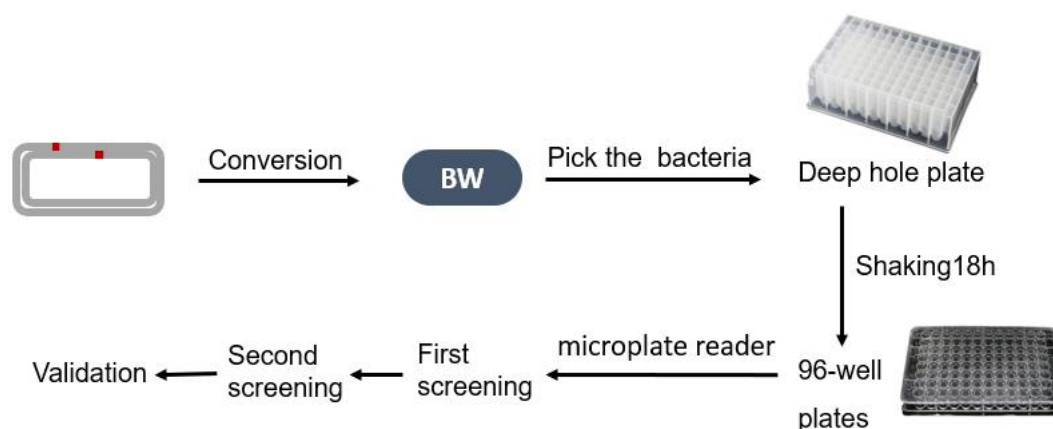 Conversion
BW
Pick the bacteria
Deep hole plate
Shaking18h
96-well
plates
microplate reader
First
screening
Second
screening
Validation